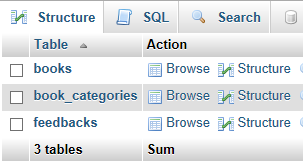 Structure SQL Search
Table Action
books Browse Structure
book_categories Browse Structure
feedbacks Browse Structure
3 tables Sum